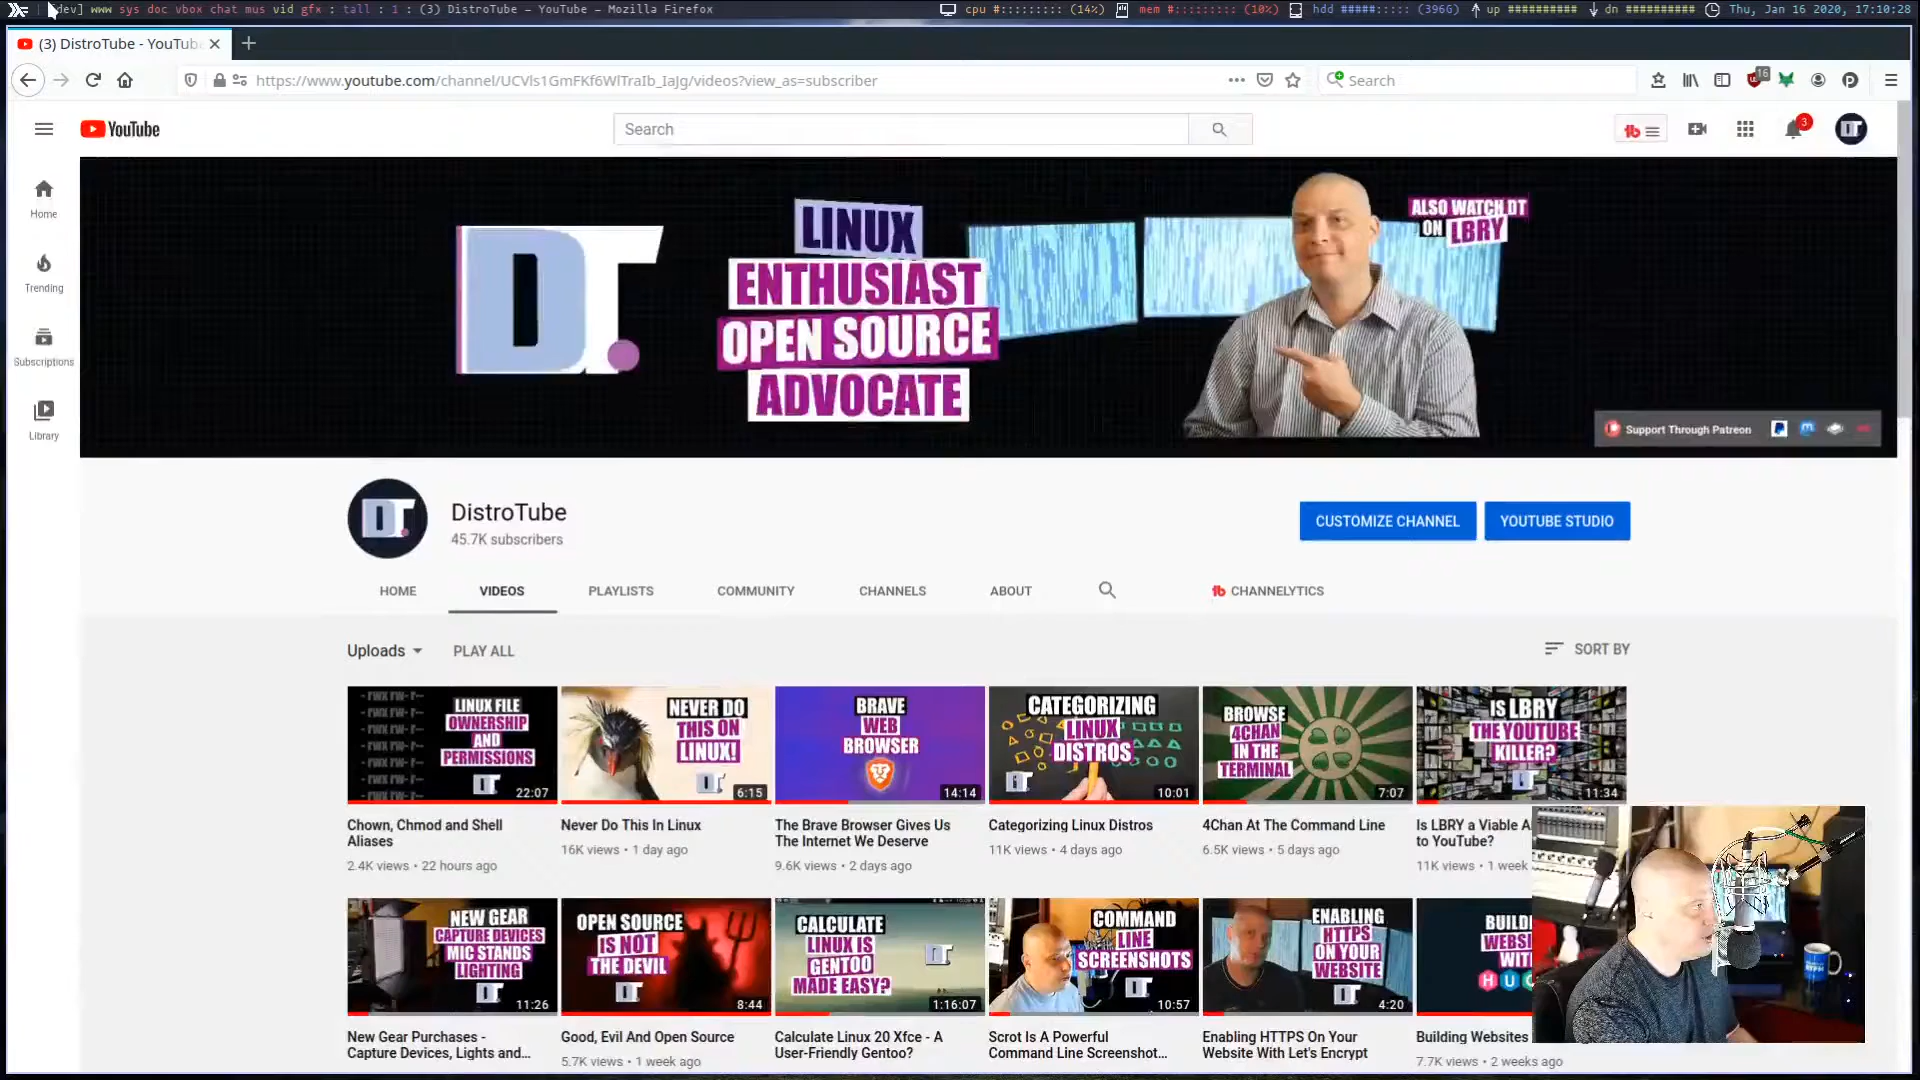 dev] www sys doc vbox chat mus vid gfx : tall : 1 : (3) DistroTube – YouTube – Mozilla Firefox
cpu #::::::::: (14%) mem #::::::::: (10%) hdd #####::::: (396G) up ########## dn ########## Thu, Jan 16 2020, 17:10:28
(3) DistroTube - YouTube
https://www.youtube.com/channel/UCVls1GmFKf6WlTraIb_IaJg/videos?view_as=subscriber
Search
16
YouTube
Search
3
DT
Home
Trending
Subscriptions
Library
DT.
LINUX
ENTHUSIAST
OPEN SOURCE
ADVOCATE
ALSO WATCH DT
ON LBRY
Support Through Patreon
DT
DistroTube
45.7K subscribers
CUSTOMIZE CHANNEL
YOUTUBE STUDIO
HOME
VIDEOS
PLAYLISTS
COMMUNITY
CHANNELS
ABOUT
CHANNELYTICS
Uploads
PLAY ALL
SORT BY
LINUX FILE
OWNERSHIP
AND
PERMISSIONS
22:07
NEVER DO
THIS ON
LINUX!
6:15
BRAVE
WEB
BROWSER
14:14
CATEGORIZING
LINUX
DISTROS
10:01
BROWSE
4CHAN
IN THE
TERMINAL
7:07
IS LBRY
THE YOUTUBE
KILLER?
11:34
Chown, Chmod and Shell
Aliases
2.4K views • 22 hours ago
Never Do This In Linux
16K views • 1 day ago
The Brave Browser Gives Us
The Internet We Deserve
9.6K views • 2 days ago
Categorizing Linux Distros
11K views • 4 days ago
4Chan At The Command Line
6.5K views • 5 days ago
Is LBRY a Viable A
to YouTube?
11K views • 1 week
NEW GEAR
CAPTURE DEVICES
MIC STANDS
LIGHTING
11:26
OPEN SOURCE
IS NOT
THE DEVIL
8:44
CALCULATE
LINUX IS
GENTOO
MADE EASY?
1:16:07
COMMAND
LINE
SCREENSHOTS
10:57
ENABLING
HTTPS
ON YOUR
WEBSITE
4:20
BUILD
WEBSI
WIT
HUG
New Gear Purchases -
Capture Devices, Lights and...
Good, Evil And Open Source
5.7K views • 1 week ago
Calculate Linux 20 Xfce - A
User-Friendly Gentoo?
Scrot Is A Powerful
Command Line Screenshot...
Enabling HTTPS On Your
Website With Let's Encrypt
Building Websites
7.7K views • 2 weeks ago